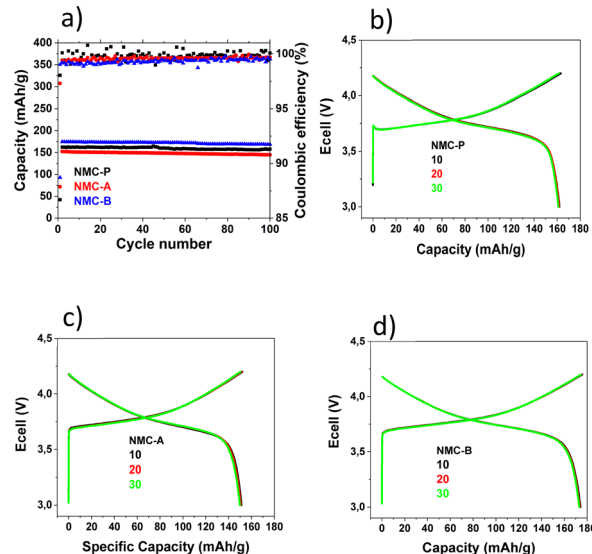 a)
Capacity (mAh/g)
400
350
300
250
200
150
100
50
0
NMC-P
NMC-A
NMC-B
0 20 40 60 80 100
Cycle number
100
95
90
85
Coulombic efficiency (%)
b)
Ecell (V)
4,5
4,0
3,5
3,0
NMC-P
10
20
30
0 20 40 60 80 100 120 140 160 180
Capacity (mAh/g)
c)
Ecell (V)
4,5
4,0
3,5
3,0
NMC-A
10
20
30
0 20 40 60 80 100 120 140 160 180
Specific Capacity (mAh/g)
d)
Ecell (V)
4,5
4,0
3,5
3,0
NMC-B
10
20
30
0 20 40 60 80 100 120 140 160 180
Capacity (mAh/g)